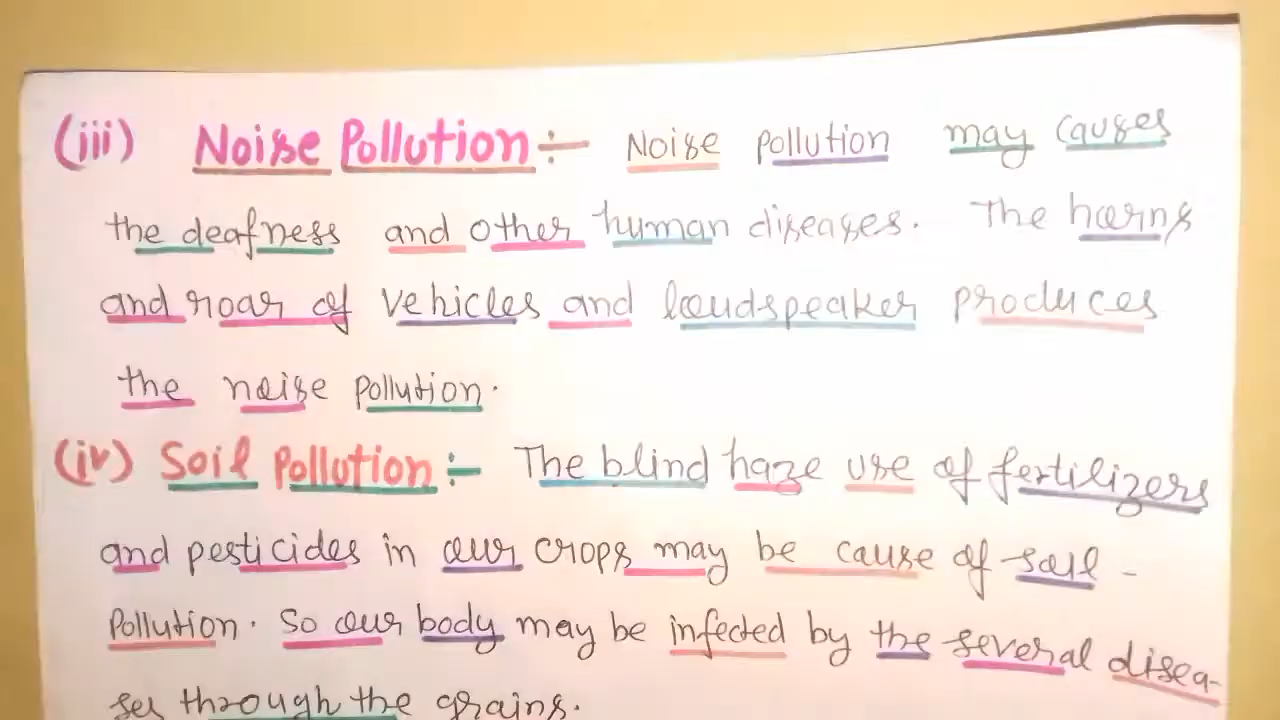 (iii) Noise Pollution :- Noise pollution may causes
the deafness and other human diseases. The horns
and roar of vehicles and loudspeaker produces
the noise pollution.
(iv) Soil Pollution :- The blind haze use of fertilizers
and pesticides in our crops may be cause of soil -
Pollution. So our body may be infected by the several disea-
ses through the grains.